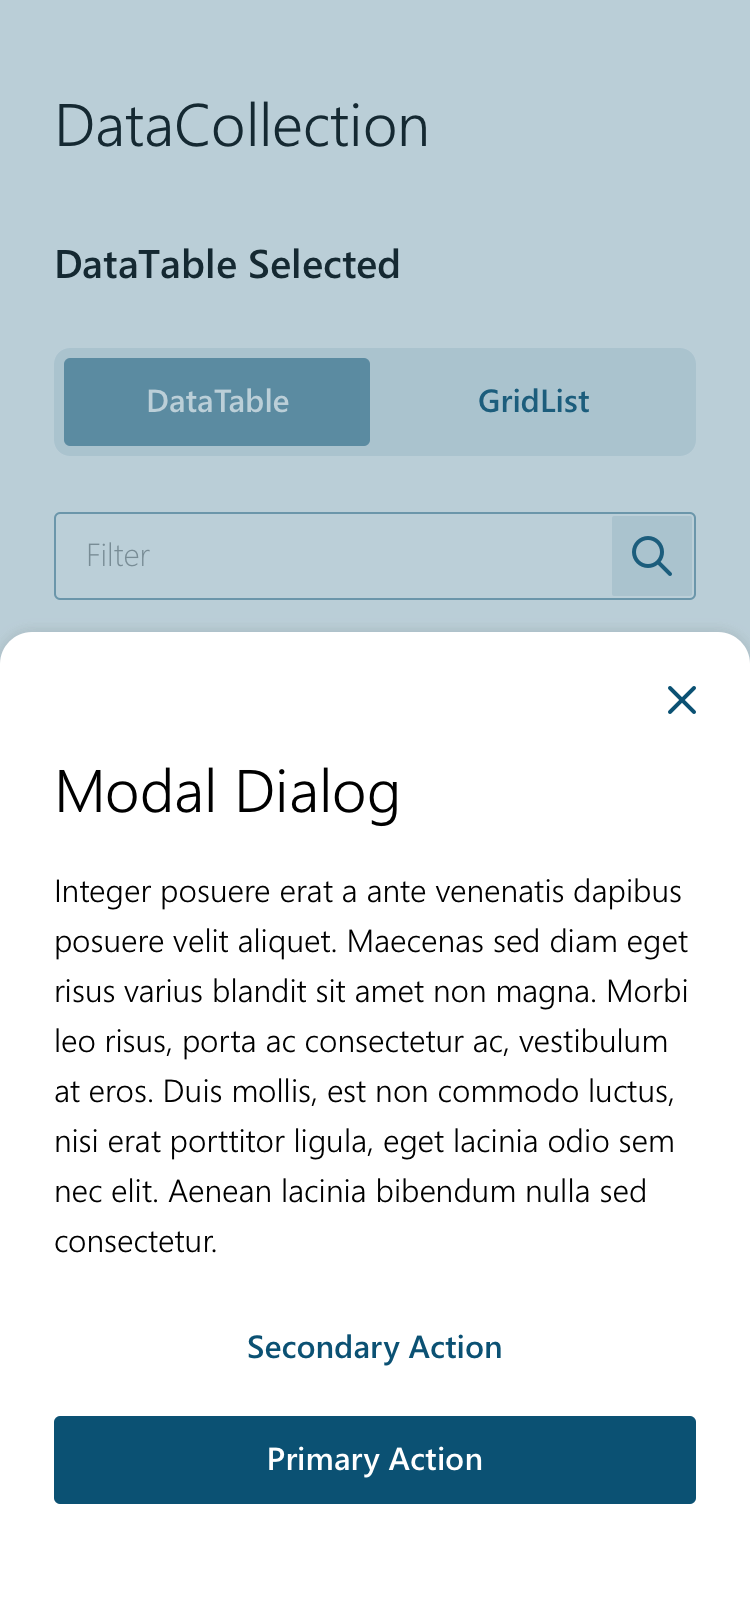 DataCollection
DataTable Selected
DataTable
GridList
Filter
Modal Dialog
Integer posuere erat a ante venenatis dapibus
posuere velit aliquet. Maecenas sed diam eget
risus varius blandit sit amet non magna. Morbi
leo risus, porta ac consectetur ac, vestibulum
at eros. Duis mollis, est non commodo luctus,
nisi erat porttitor ligula, eget lacinia odio sem
nec elit. Aenean lacinia bibendum nulla sed
consectetur.
Secondary Action
Primary Action